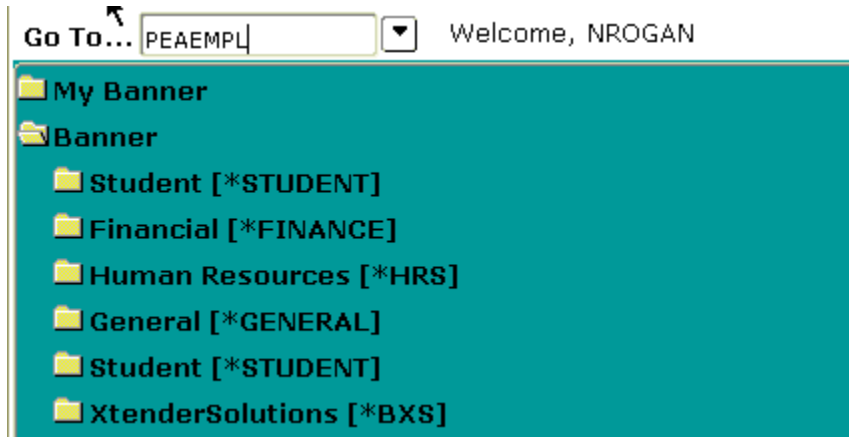 Go To... PEAEMPL Welcome, NROGAN
My Banner
Banner
Student [*STUDENT]
Financial [*FINANCE]
Human Resources [*HRS]
General [*GENERAL]
Student [*STUDENT]
XtenderSolutions [*BXS]